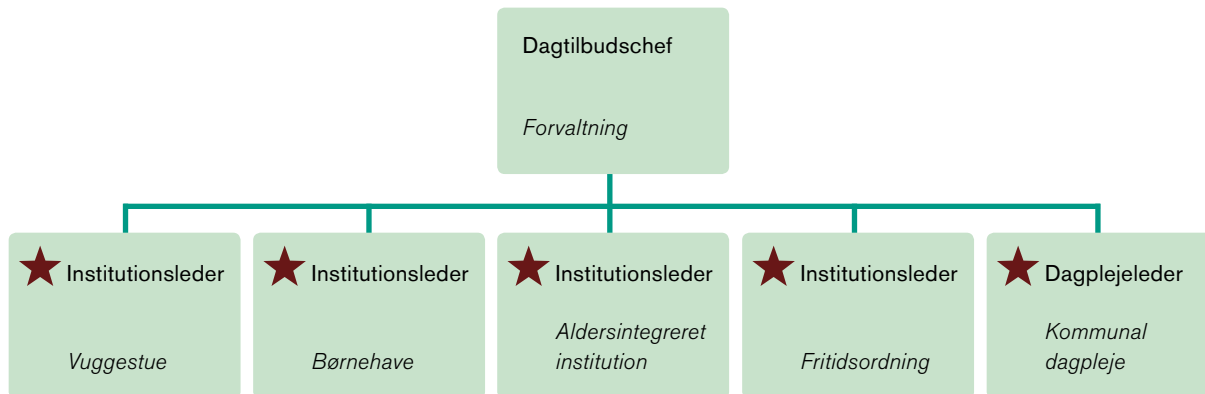 Dagtilbudschef
Forvaltning
Institutionsleder
Vuggestue
Institutionsleder
Børnehave
Institutionsleder
Aldersintegreret
institution
Institutionsleder
Fritidsordning
Dagplejeleder
Kommunal
dagpleje